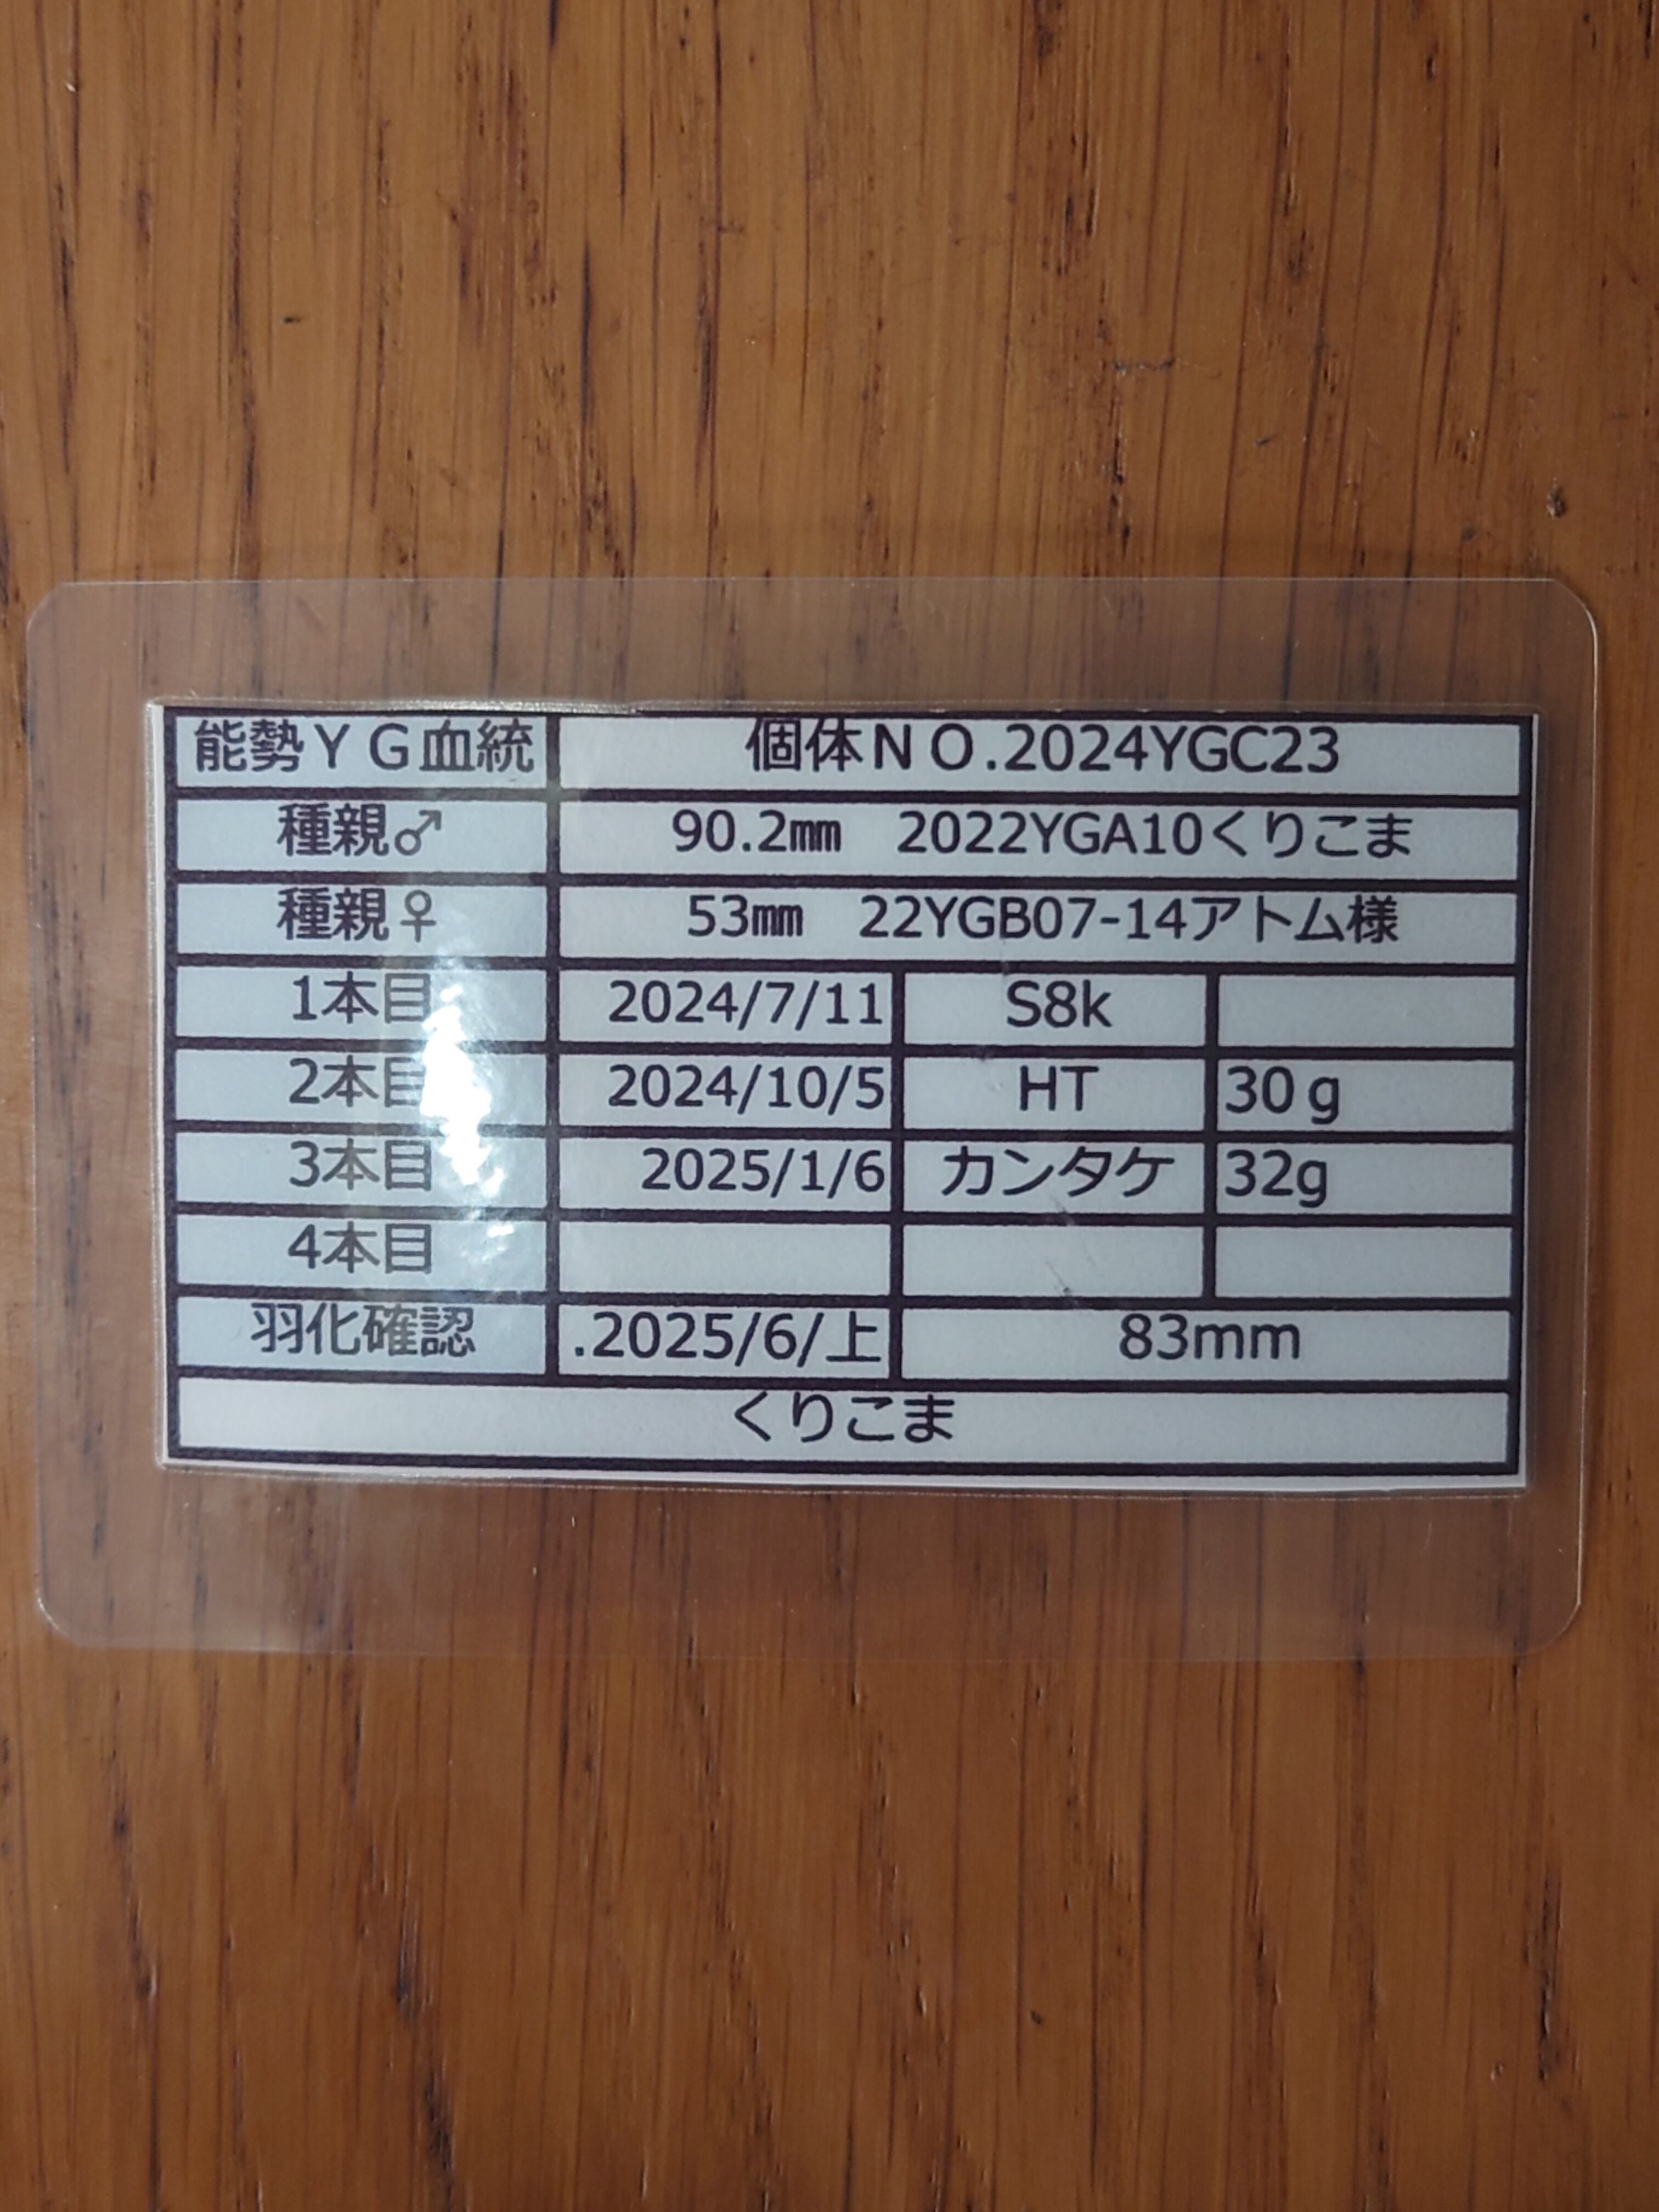 能勢ＹＧ血統 個体ＮＯ.2024YGC23
種親♂ 90.2㎜　2022YGA10くりこま
種親♀ 53㎜　22YGB07-14アトム様
1本目 2024/7/11 S8k
2本目 2024/10/5 HT 30ｇ
3本目 2025/1/6 カンタケ 32g
4本目
羽化確認 .2025/6/上 83mm
くりこま